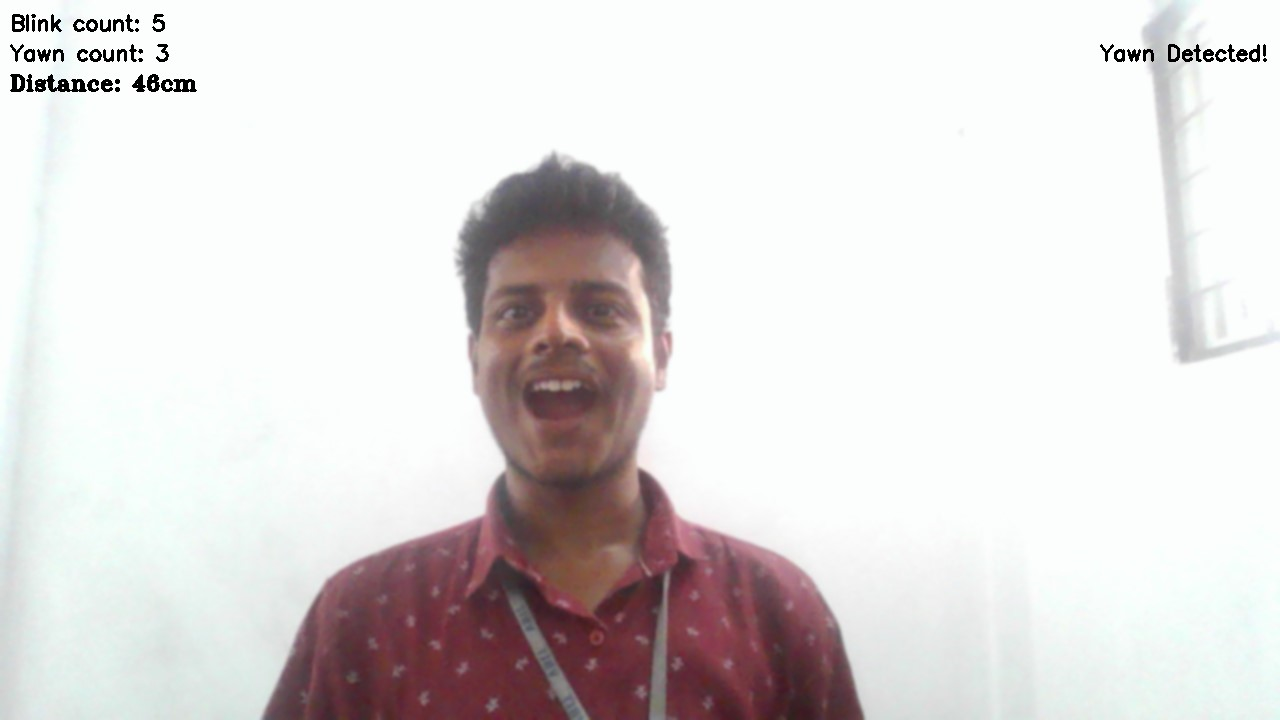 Blink count: 5
Yawn count: 3
Distance: 46cm
Yawn Detected!